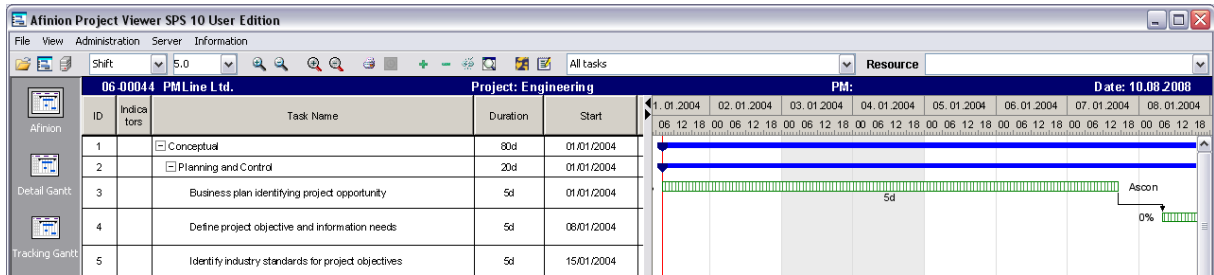 Afinion Project Viewer SPS 10 User Edition
File View Administration Server Information
Shift 5.0 All tasks Resource
06-00044 PMLine Ltd. Project: Engineering PM: Date: 10.08.2008
ID Indica tors Task Name Duration Start
1.01.2004 02.01.2004 03.01.2004 04.01.2004 05.01.2004 06.01.2004 07.01.2004 08.01.2004
06 12 18 00 06 12 18 00 06 12 18 00 06 12 18 00 06 12 18 00 06 12 18 00 06 12 18 00 06 12 18
Afinion
Detail Gantt
Tracking Gantt
1 Conceptual 80d 01/01/2004
2 Planning and Control 20d 01/01/2004
3 Business plan identifying project opportunity 5d 01/01/2004
5d Ascon
4 Define project objective and information needs 5d 08/01/2004
0%
5 Identify industry standards for project objectives 5d 15/01/2004